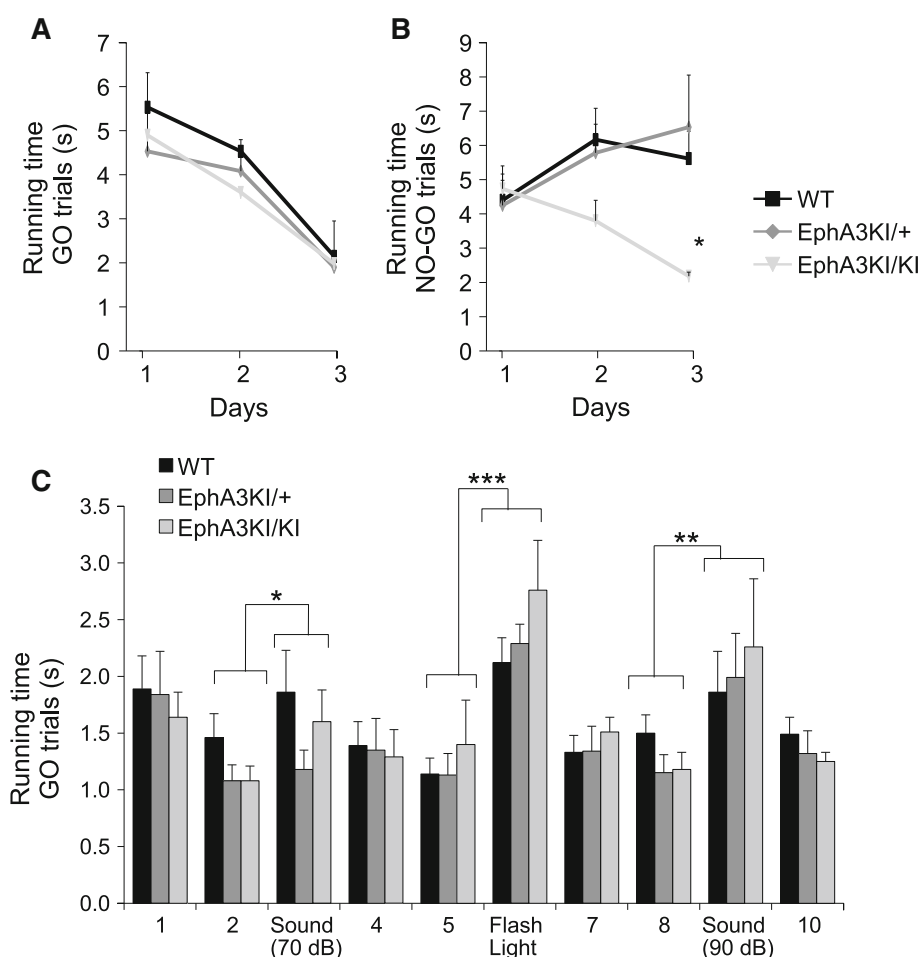 A
Running time
GO trials (s)
7
6
5
4
3
2
1
0
1 2 3
Days
B
Running time
NO-GO trials (s)
9
8
7
6
5
4
3
2
1
0
*
1 2 3
Days
WT
EphA3KI/+
EphA3KI/KI
C
WT
EphA3KI/+
EphA3KI/KI
Running time
GO trials (s)
3.5
3.0
2.5
2.0
1.5
1.0
0.5
0.0
*
***
**
1 2 Sound 4 5 Flash 7 8 Sound 10
(70 dB) Light (90 dB)